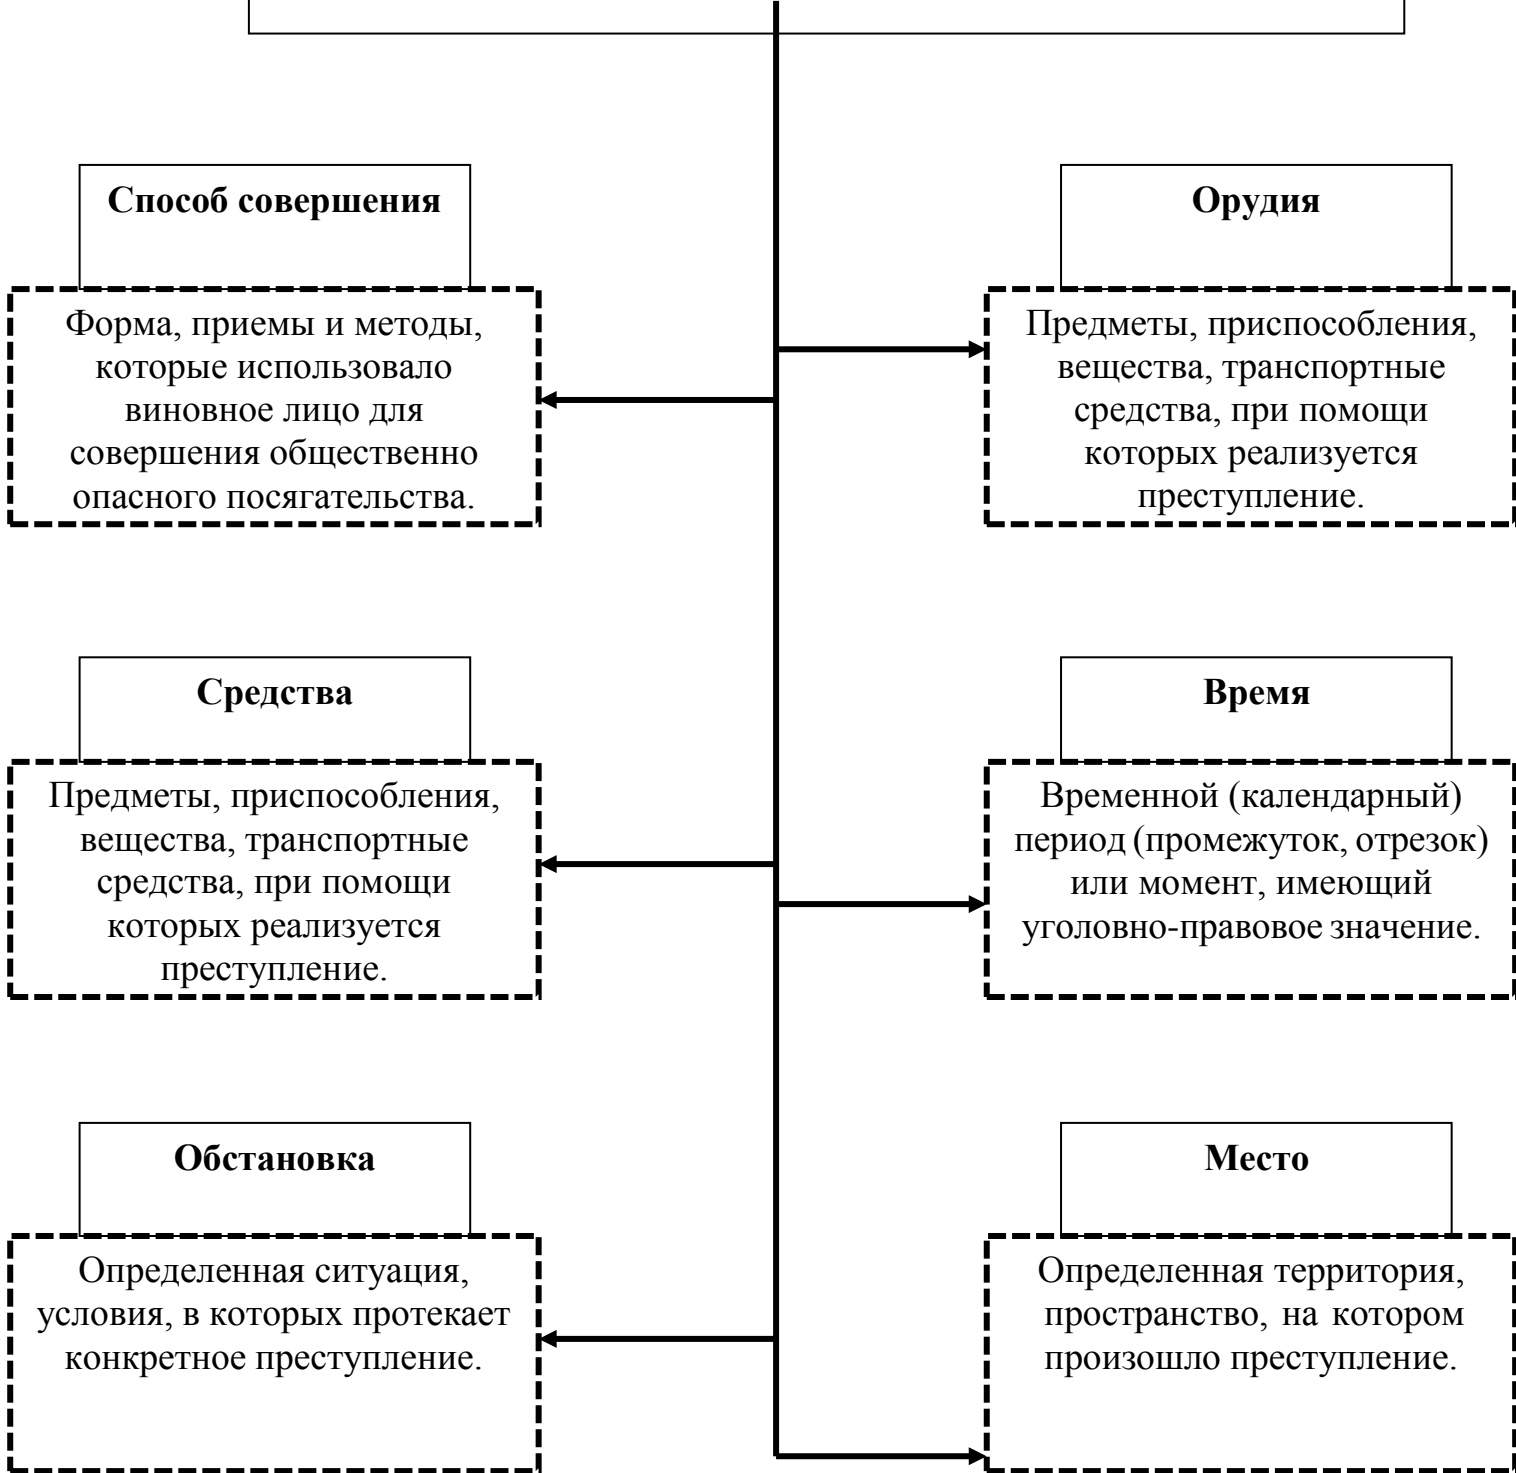 Способ совершения
Форма, приемы и методы,
которые использовало
виновное лицо для
совершения общественно
опасного посягательства.
Орудия
Предметы, приспособления,
вещества, транспортные
средства, при помощи
которых реализуется
преступление.
Средства
Предметы, приспособления,
вещества, транспортные
средства, при помощи
которых реализуется
преступление.
Время
Временной (календарный)
период (промежуток, отрезок)
или момент, имеющий
уголовно-правовое значение.
Обстановка
Определенная ситуация,
условия, в которых протекает
конкретное преступление.
Место
Определенная территория,
пространство, на котором
произошло преступление.